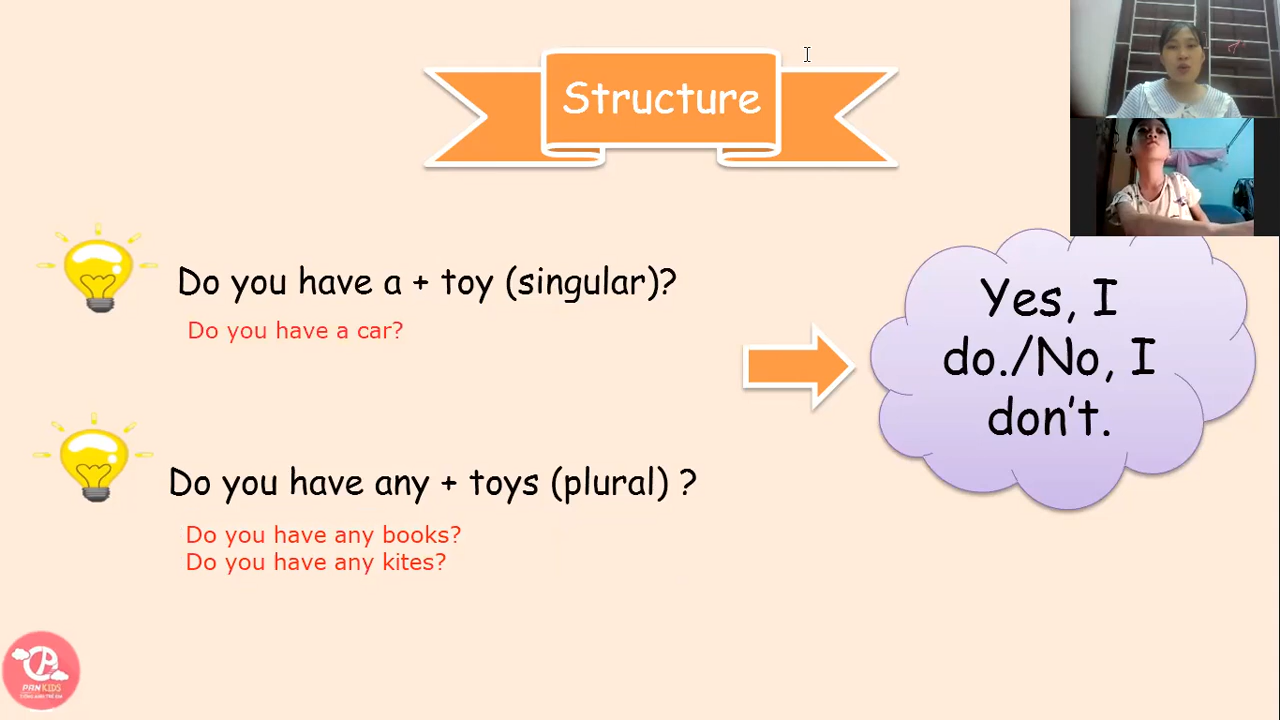 Structure
Do you have a + toy (singular)?
Do you have a car?
Yes, I
do./No, I
don't.
Do you have any + toys (plural) ?
Do you have any books?
Do you have any kites?
PANKIDS